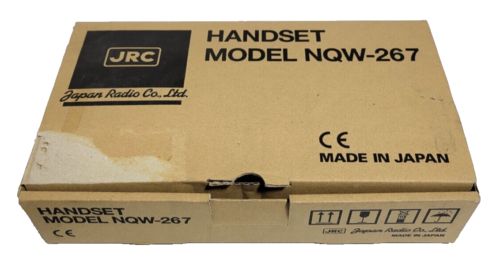 JRC
Japan Radio Co., Ltd.
HANDSET
MODEL NQW-267
CE
MADE IN JAPAN
HANDSET
MODEL NQW-267
CE
JRC Japan Radio Co., Ltd.
MADE IN JAPAN